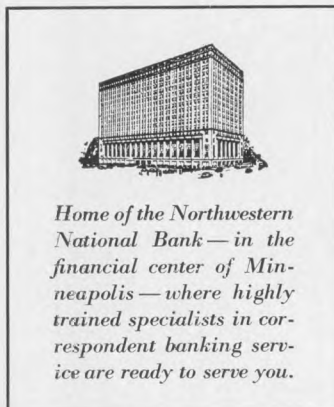 Home of the Northwestern
National Bank — in the
financial center of Min-
neapolis — where highly
trained specialists in cor-
respondent banking serv-
ice are ready to serve you.